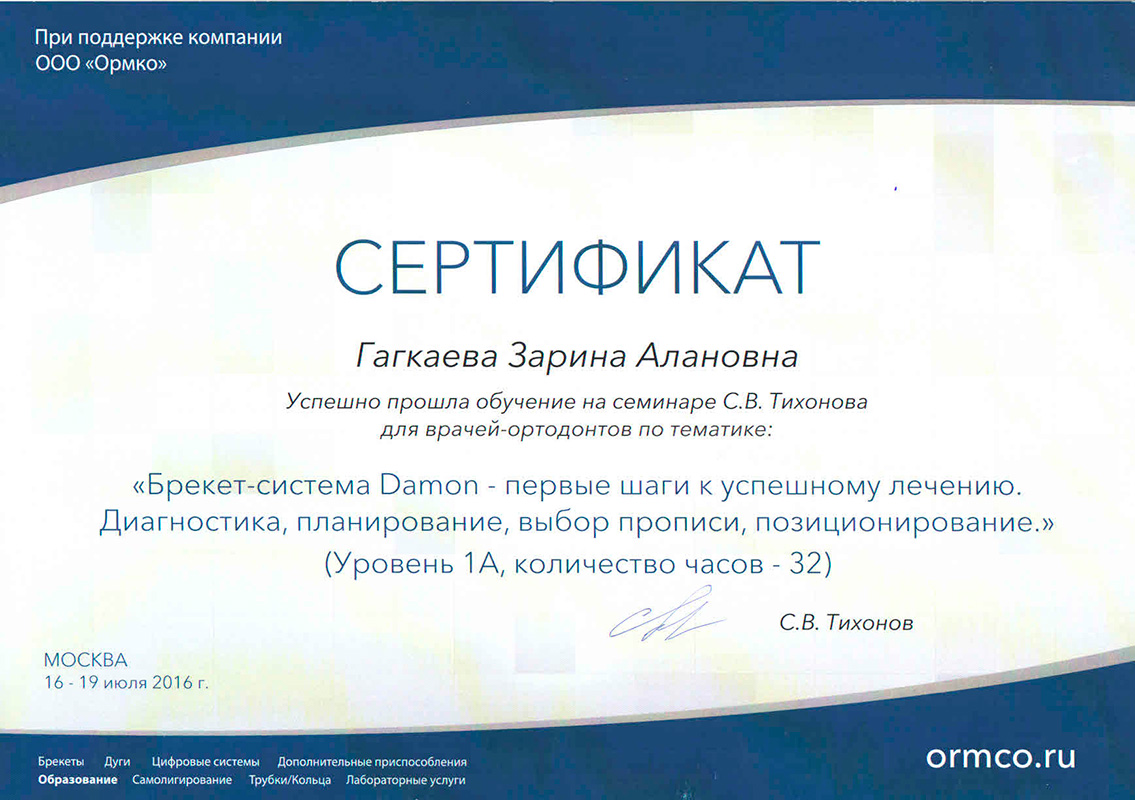 При поддержке компании
ООО «Ормко»
СЕРТИФИКАТ
Гагкаева Зарина Алановна
Успешно прошла обучение на семинаре С.В. Тихонова
для врачей-ортодонтов по тематике:
«Брекет-система Damon - первые шаги к успешному лечению.
Диагностика, планирование, выбор прописи, позиционирование.»
(Уровень 1А, количество часов - 32)
С.В. Тихонов
МОСКВА
16 - 19 июля 2016 г.
Брекеты Дуги Цифровые системы Дополнительные приспособления
Образование Самолигирование Трубки/Кольца Лабораторные услуги
ormco.ru